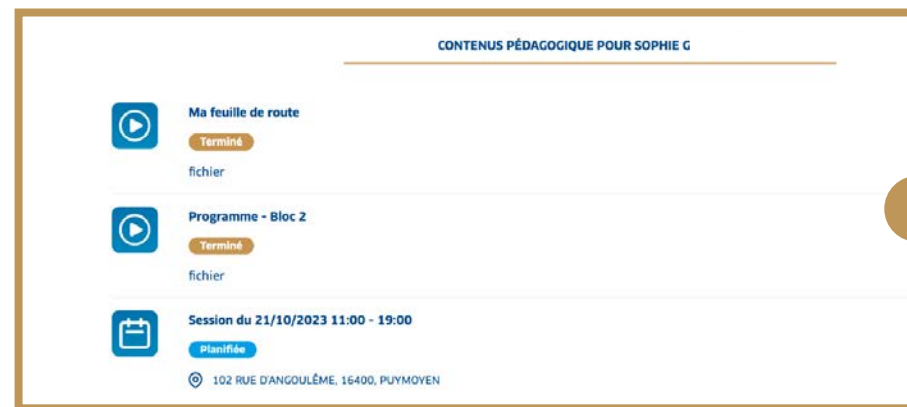 CONTENUS PÉDAGOGIQUE POUR SOPHIE G
Ma feuille de route
Terminé
fichier
Programme - Bloc 2
Terminé
fichier
Session du 21/10/2023 11:00 - 19:00
Planifiée
102 RUE D'ANGOULÊME, 16400, PUYMOYEN